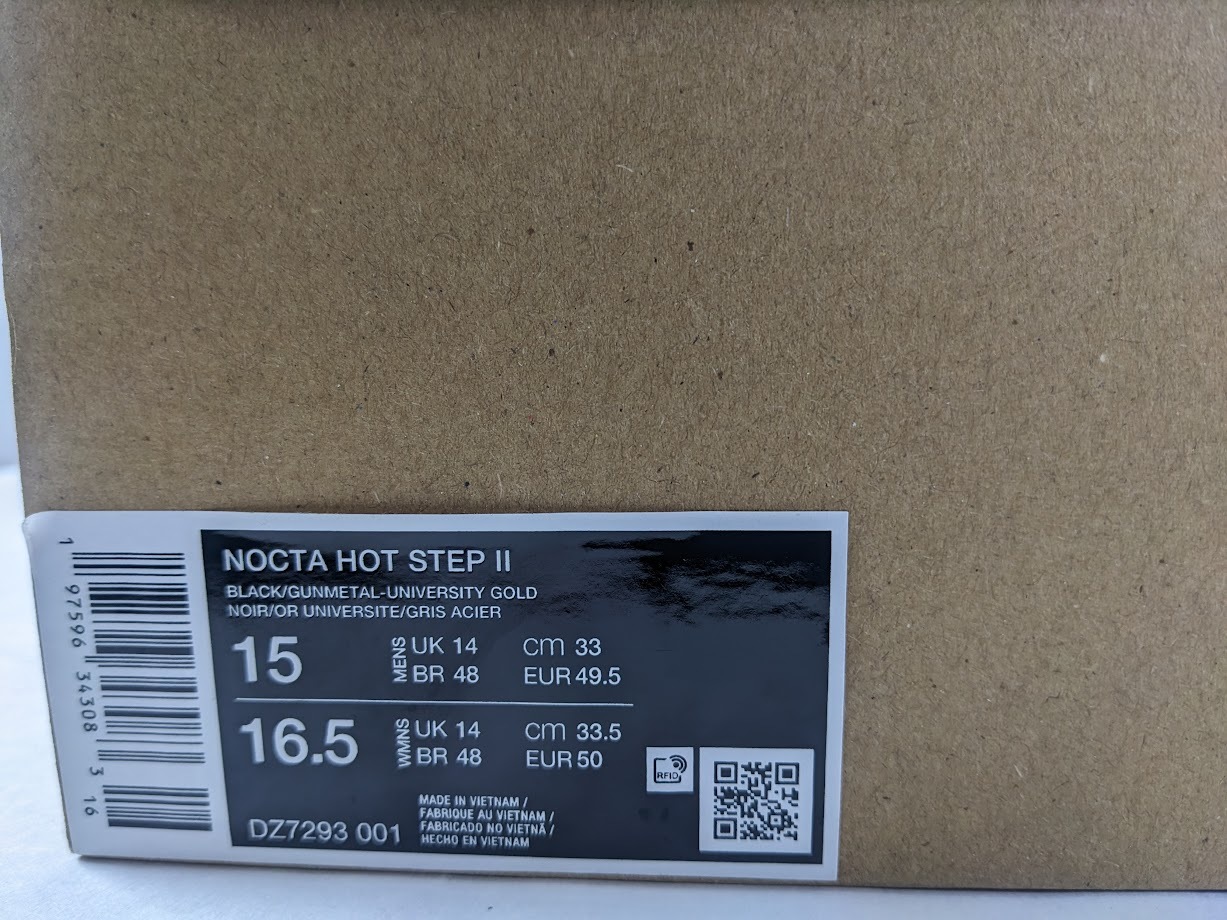 NOCTA HOT STEP II
BLACK/GUNMETAL-UNIVERSITY GOLD
NOIR/OR UNIVERSITE/GRIS ACIER
15 MENS UK 14 cm 33
BR 48 EUR 49.5
16.5 WMNS UK 14 cm 33.5
BR 48 EUR 50
DZ7293 001
MADE IN VIETNAM /
FABRIQUE AU VIETNAM /
FABRICADO NO VIETNÃ /
HECHO EN VIETNAM
RFID
1 97596 34308 3 16